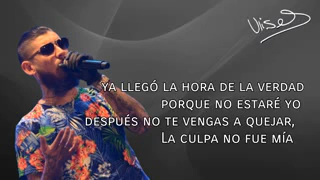 Ulises
ya llegó la hora de la verdad
porque no estaré yo
después no te vengas a quejar,
La culpa no fue mía